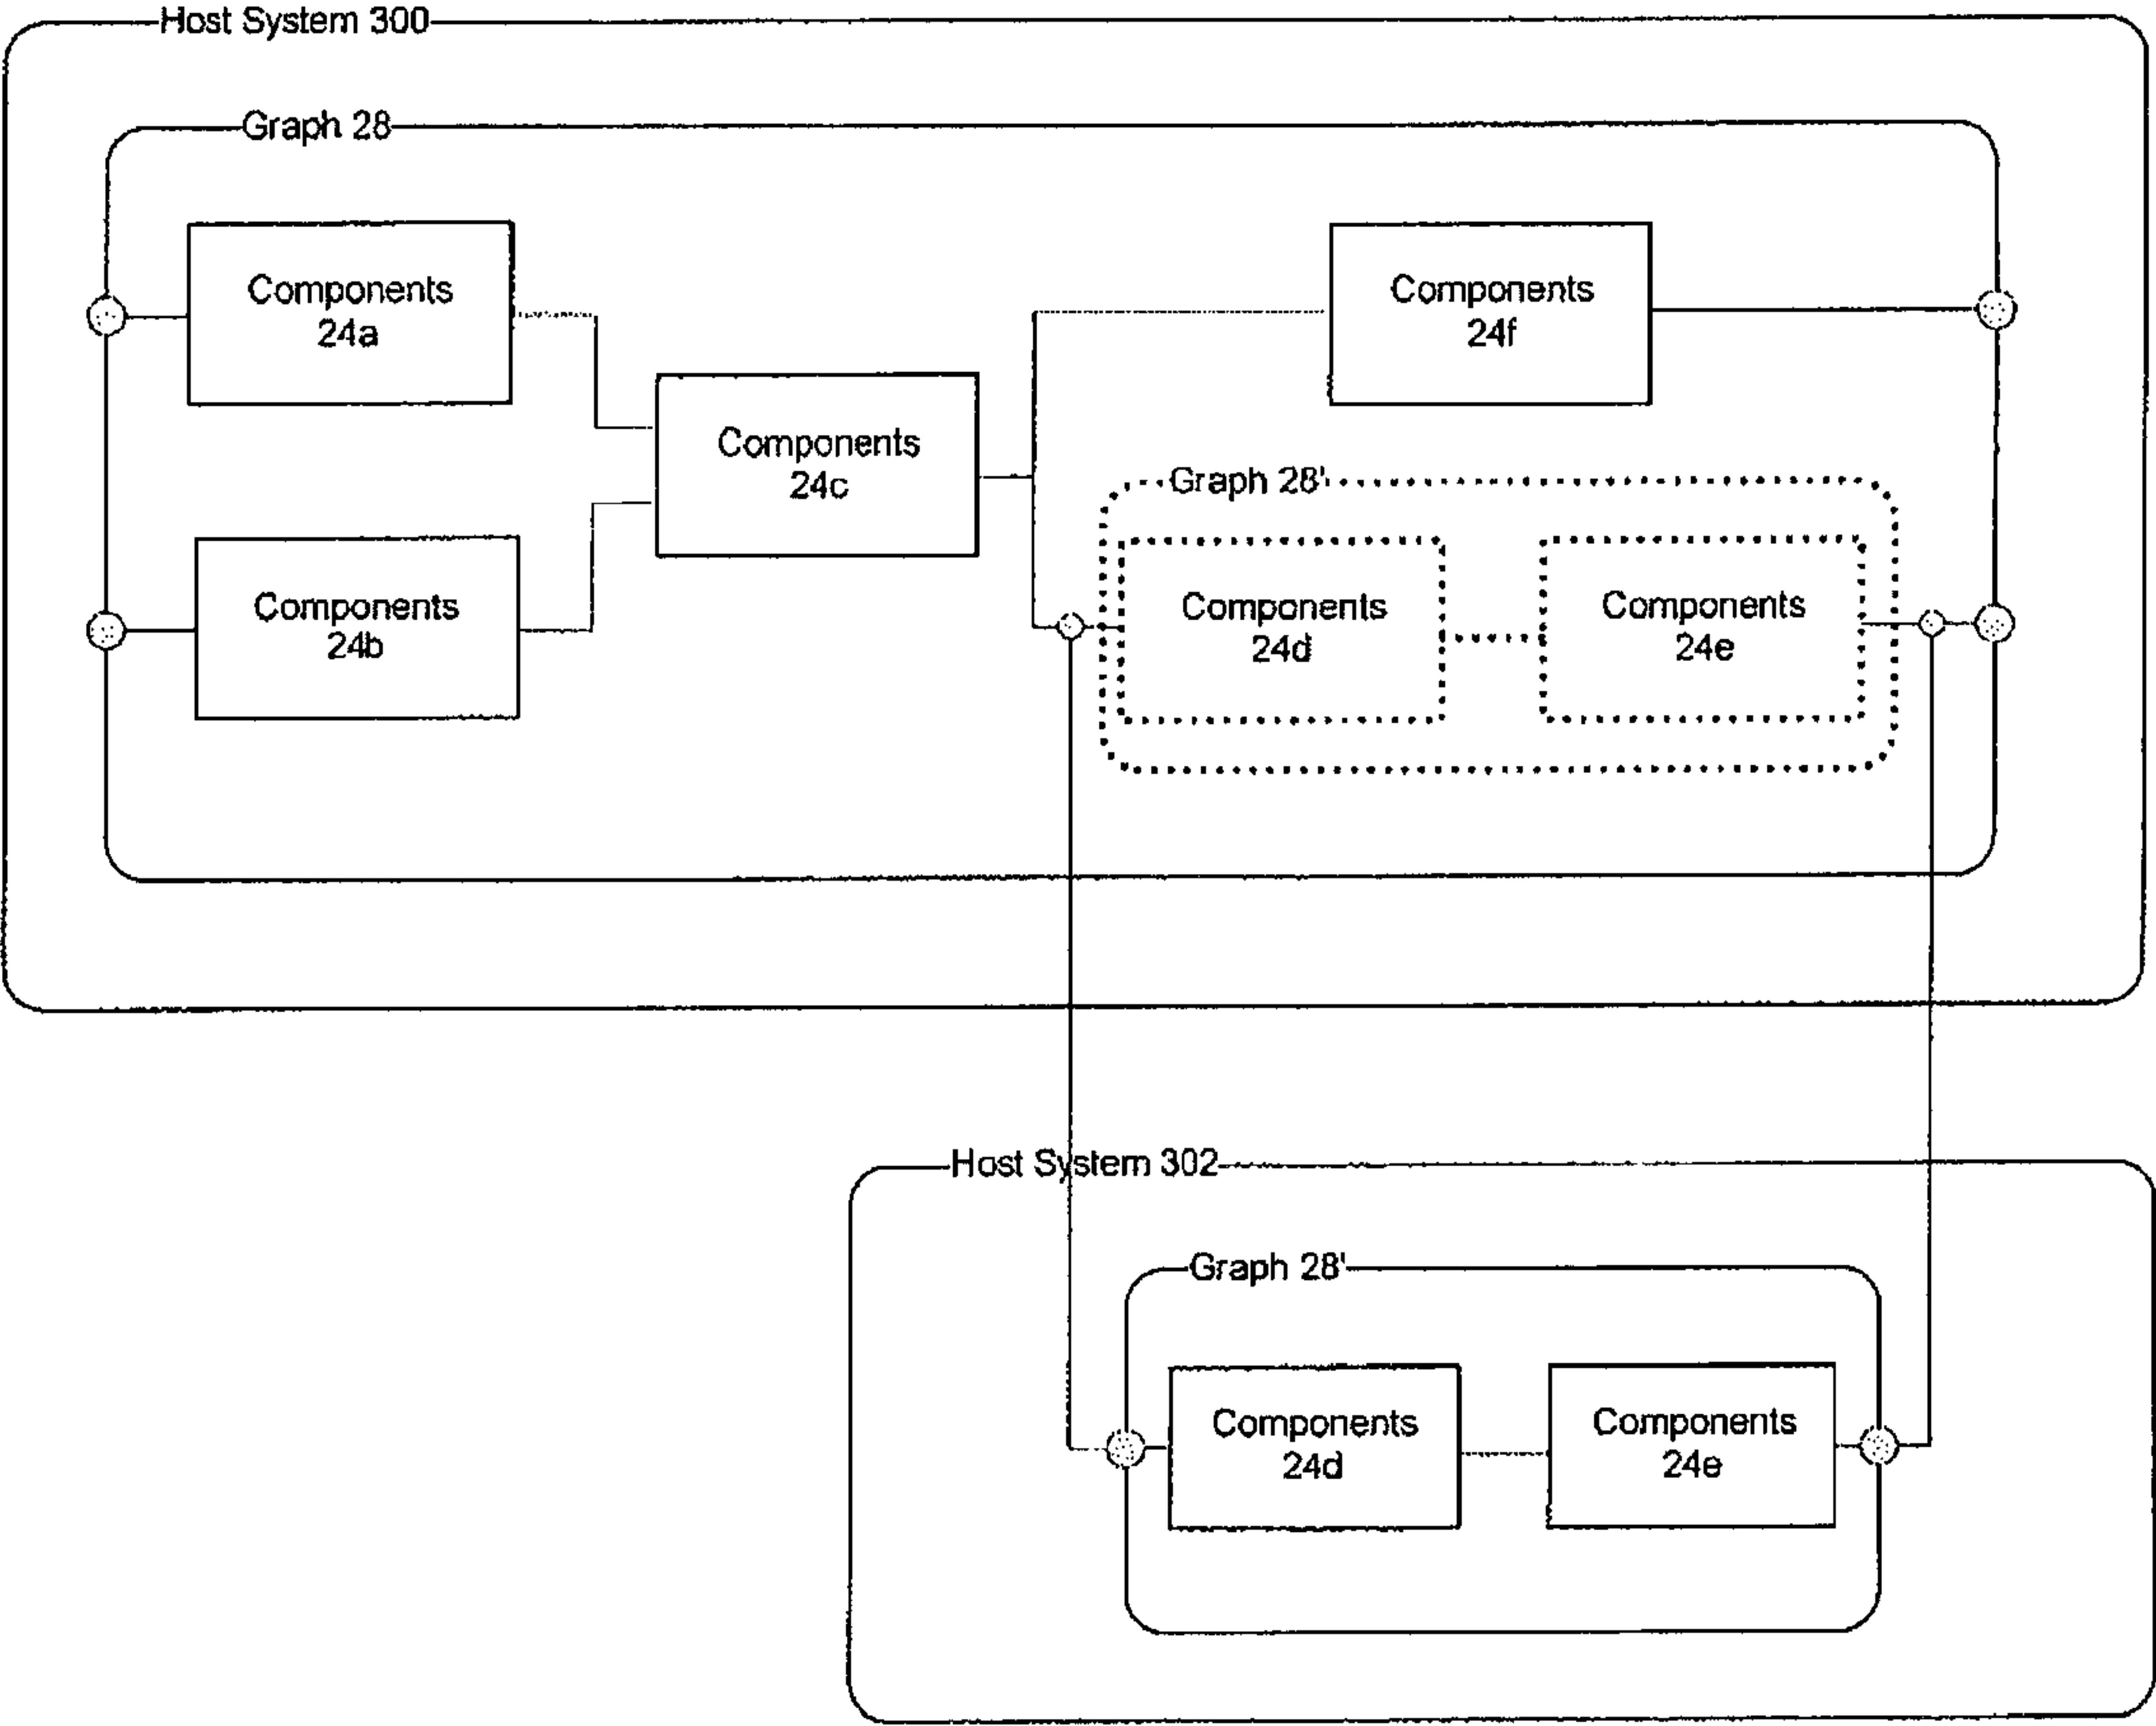 Host System 300
Graph 28
Components
24a
Components
24f
Components
24c
Graph 28'
Components
24b
Components
24d
Components
24e
Host System 302
Graph 28'
Components
24d
Components
24e